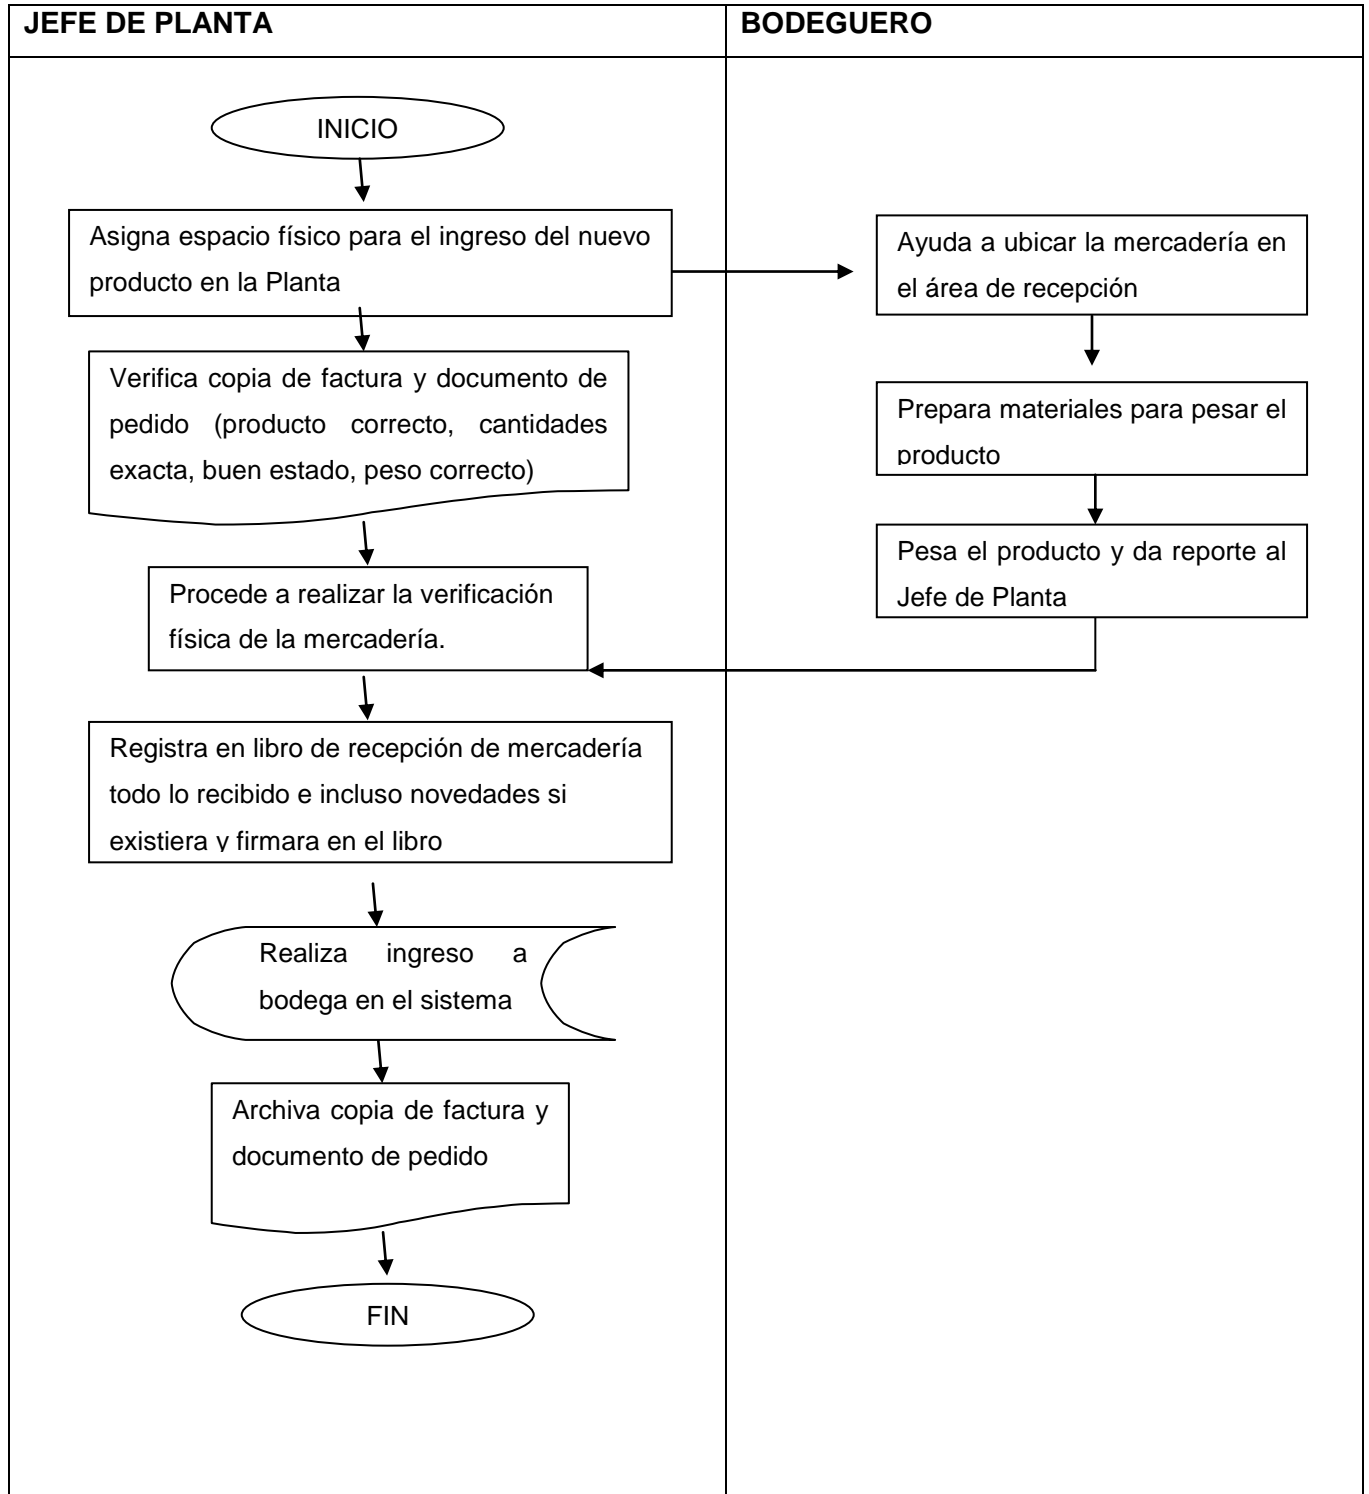 JEFE DE PLANTA
BODEGUERO
INICIO
Asigna espacio físico para el ingreso del nuevo
producto en la Planta
Verifica copia de factura y documento de
pedido (producto correcto, cantidades
exacta, buen estado, peso correcto)
Procede a realizar la verificación
física de la mercadería.
Registra en libro de recepción de mercadería
todo lo recibido e incluso novedades si
existiera y firmara en el libro
Realiza ingreso a
bodega en el sistema
Archiva copia de factura y
documento de pedido
FIN
Ayuda a ubicar la mercadería en
el área de recepción
Prepara materiales para pesar el
producto
Pesa el producto y da reporte al
Jefe de Planta